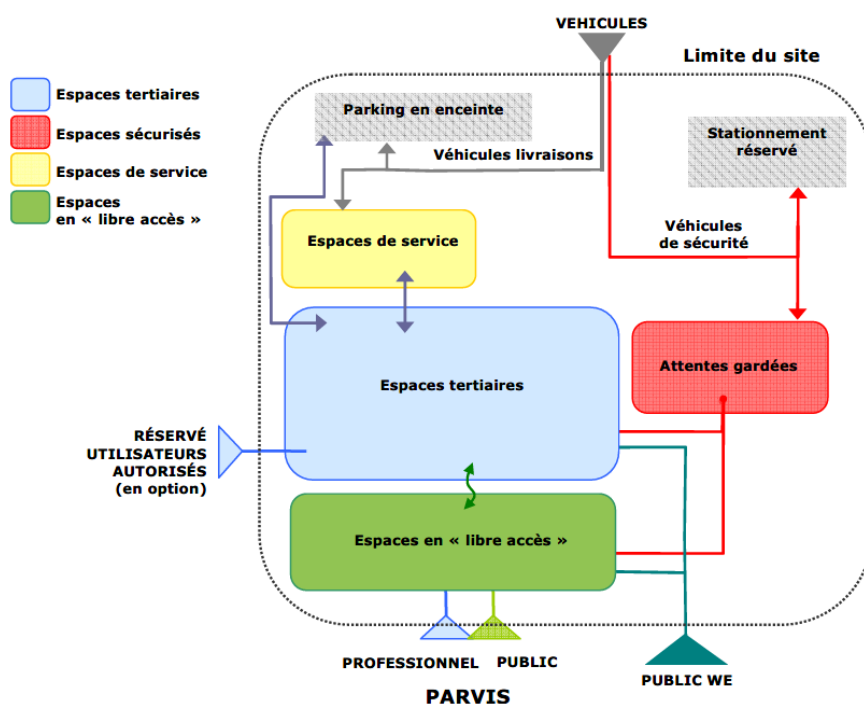 VEHICULES
Limite du site
Espaces tertiaires
Espaces sécurisés
Espaces de service
Espaces
en « libre accès »
Parking en enceinte
Véhicules livraisons
Stationnement
réservé
Espaces de service
Véhicules
de sécurité
Espaces tertiaires
Attentes gardées
RÉSERVÉ
UTILISATEURS
AUTORISÉS
(en option)
Espaces en « libre accès »
PROFESSIONNEL
PUBLIC
PUBLIC WE
PARVIS